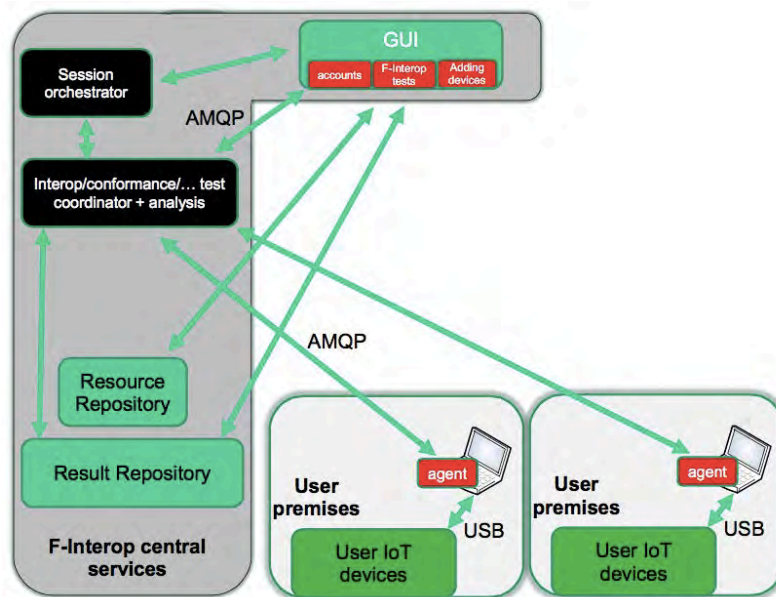 GUI
accounts
F-Interop
tests
Adding
devices
Session
orchestrator
AMQP
Interop/conformance/... test
coordinator + analysis
AMQP
Resource
Repository
Result Repository
F-Interop central
services
agent
User
premises
USB
User IoT
devices
agent
User
premises
USB
User IoT
devices